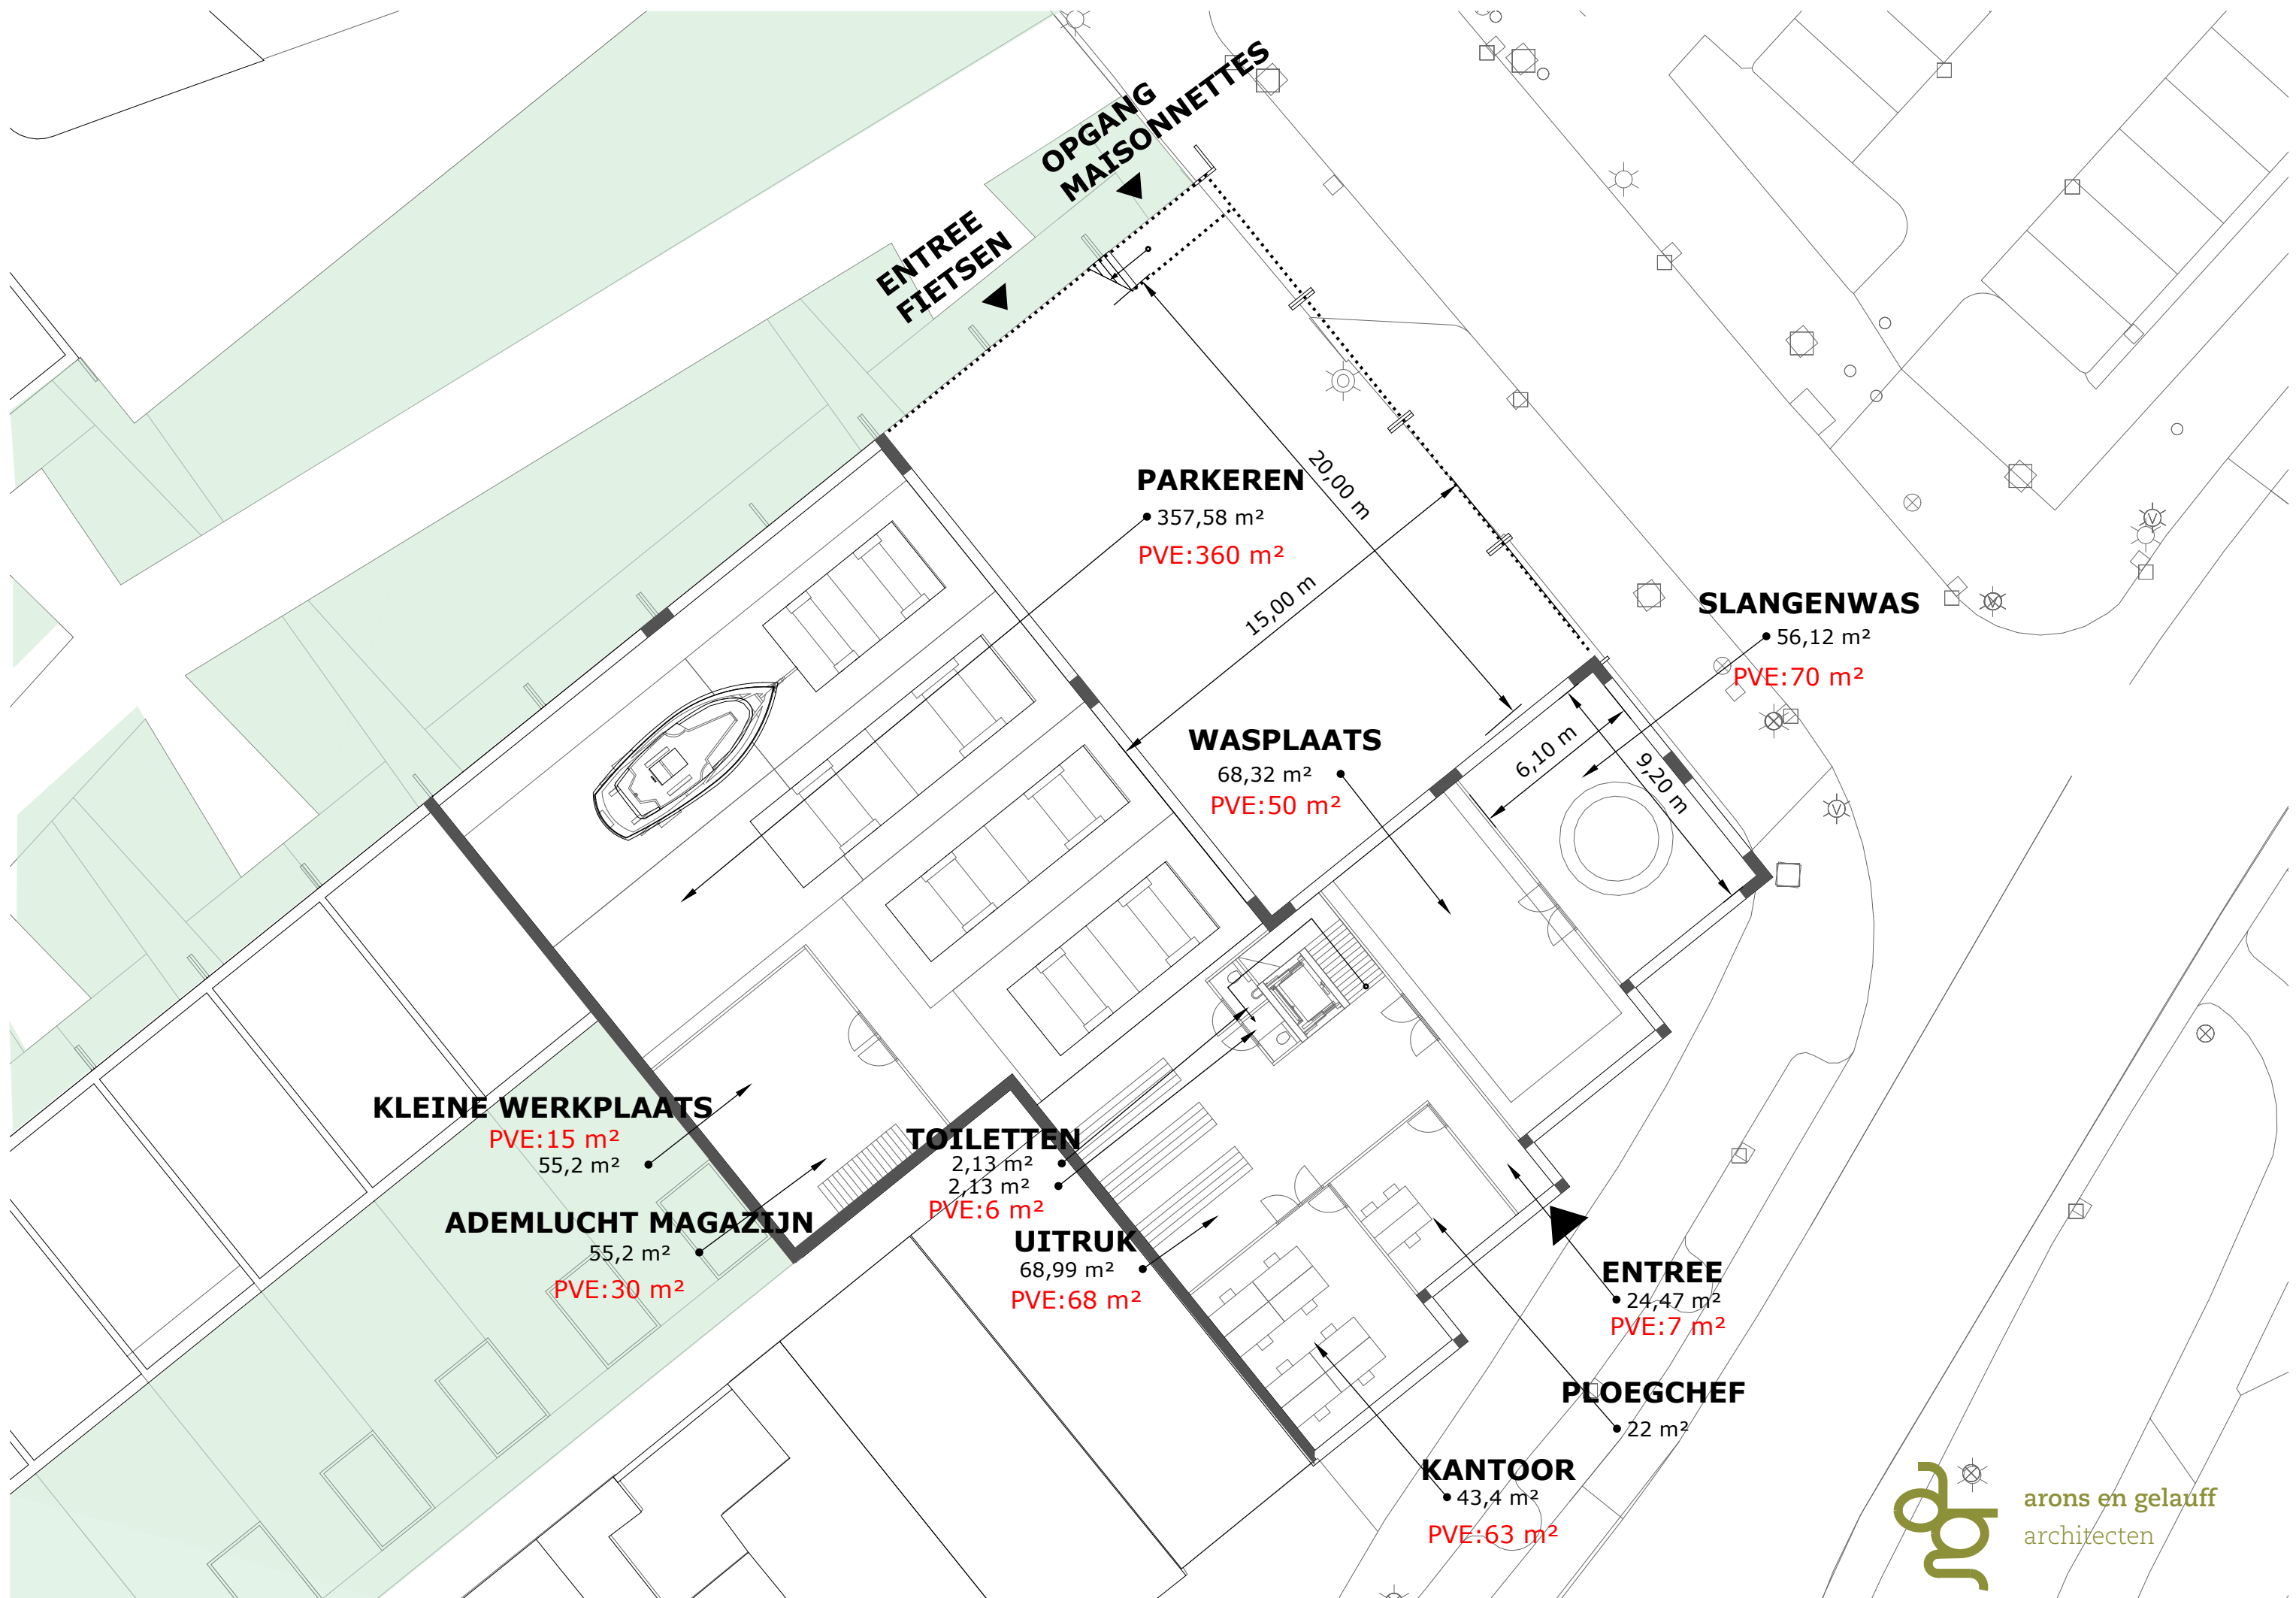 OPGANG
MAISONNETTES
ENTREE
FIETSEN
PARKEREN
357,58 m²
PVE:360 m²
20,00 m
15,00 m
SLANGENWAS
56,12 m²
PVE:70 m²
WASPLAATS
68,32 m²
PVE:50 m²
6,10 m
9,20 m
KLEINE WERKPLAATS
PVE:15 m²
55,2 m²
TOILETTEN
2,13 m²
2,13 m²
PVE:6 m²
ADEMLUCHT MAGAZIJN
55,2 m²
PVE:30 m²
UITRUK
68,99 m²
PVE:68 m²
ENTREE
24,47 m²
PVE:7 m²
PLOEGCHEF
22 m²
KANTOOR
43,4 m²
PVE:63 m²
arons en gelauff
architecten
V
V
V